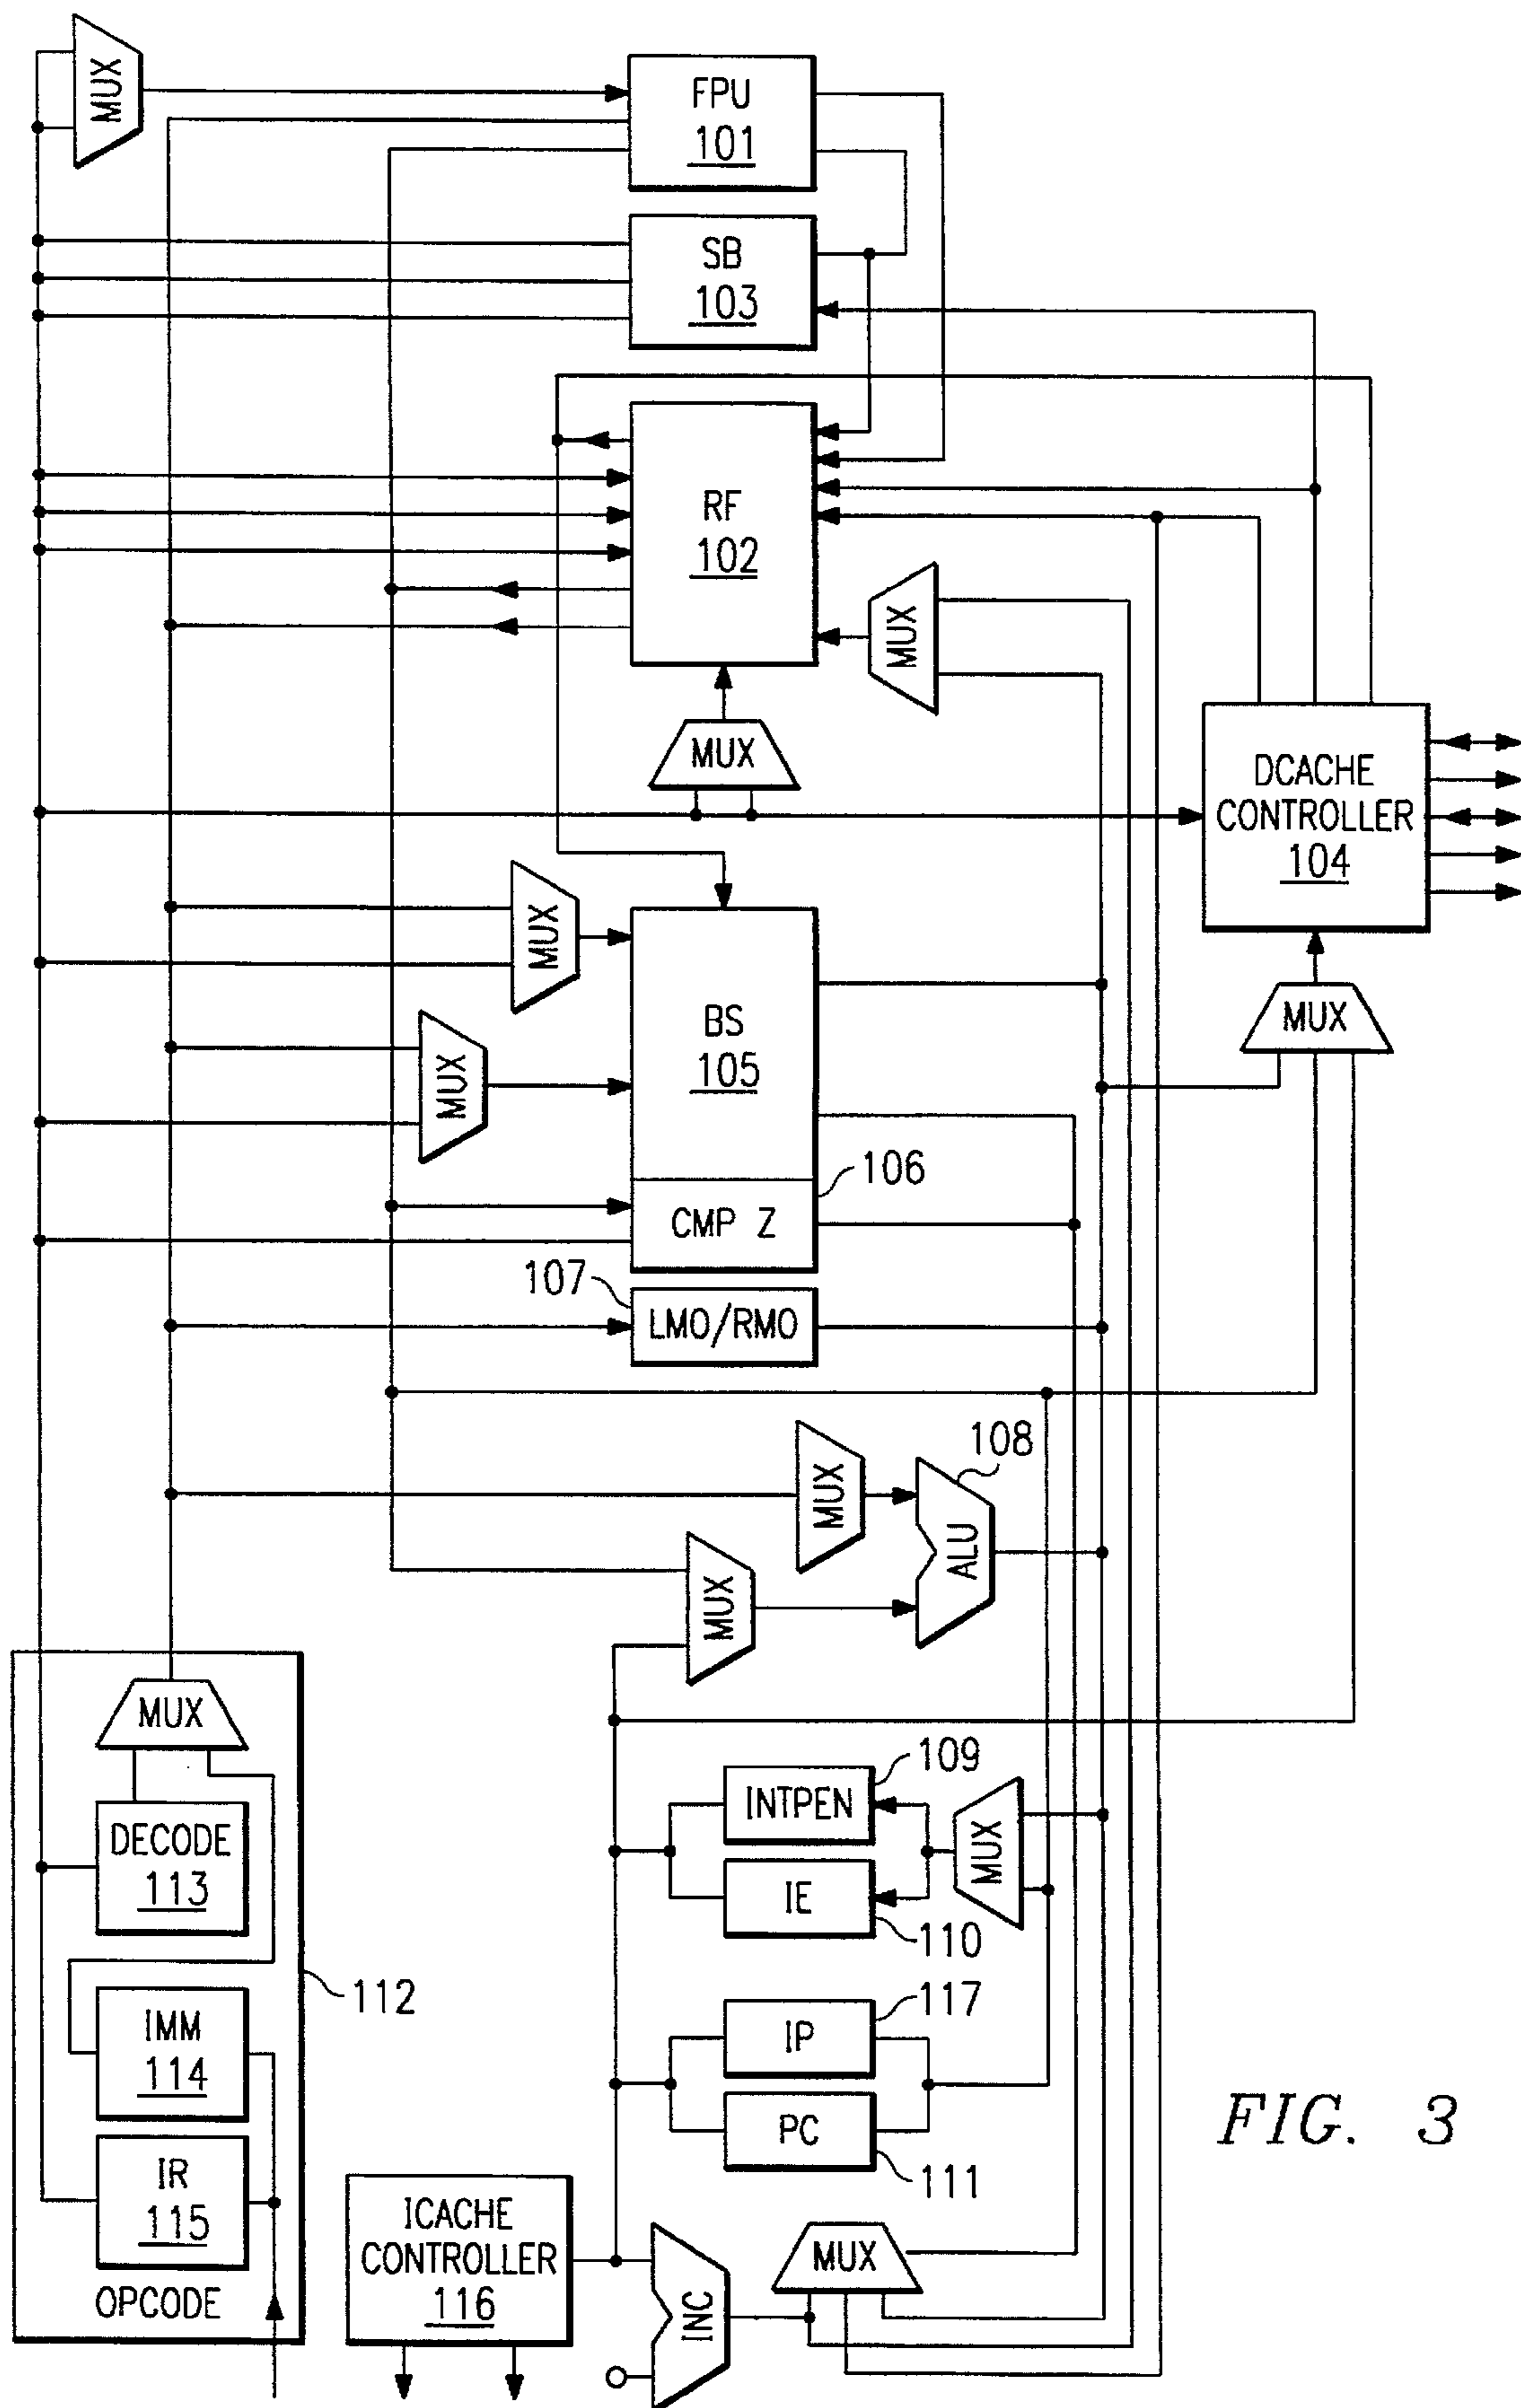 MUX
FPU
101
SB
103
RF
102
MUX
MUX
DCACHE
CONTROLLER
104
MUX
BS
105
MUX
MUX
106
CMP Z
107
LMO/RMO
108
MUX
ALU
MUX
MUX
109
INTPEN
MUX
DECODE
113
IE
110
112
IMM
114
117
IP
PC
111
FIG. 3
IR
115
ICACHE
CONTROLLER
116
MUX
INC
OPCODE